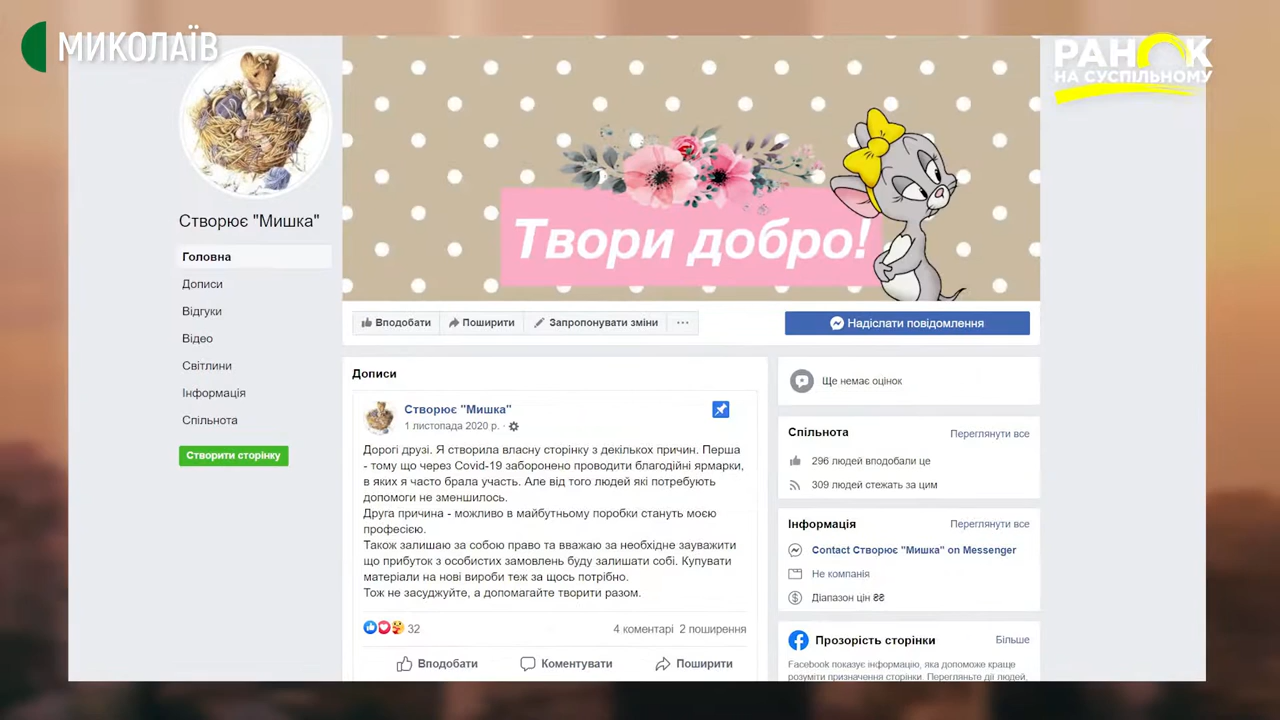 МИКОЛАЇВ
РАНОК
НА СУСПІЛЬНОМУ
Твори добро!
Створює "Мишка"
Головна
Дописи
Відгуки
Відео
Світлини
Інформація
Спільнота
Створити сторінку
Вподобати
Поширити
Запропонувати зміни
Надіслати повідомлення
Дописи
Створює "Мишка"
1 листопада 2020 р. ·
Дорогі друзі. Я створила власну сторінку з декількох причин. Перша
- тому що через Covid-19 заборонено проводити благодійні ярмарки,
в яких я часто брала участь. Але від того людей які потребують
допомоги не зменшилось.
Друга причина - можливо в майбутньому поробки стануть моєю
професією.
Також залишаю за собою право та вважаю за необхідне зауважити
що прибуток з особистих замовлень буду залишати собі. Купувати
матеріали на нові вироби теж за щось потрібно.
Тож не засуджуйте, а допомагайте творити разом.
32
4 коментарі 2 поширення
Вподобати
Коментувати
Поширити
Ще немає оцінок
Спільнота
Переглянути все
296 людей вподобали це
309 людей стежать за цим
Інформація
Переглянути все
Contact Створює "Мишка" on Messenger
Не компанія
Діапазон цін ₴₴
Прозорість сторінки
Більше
Facebook показує інформацію, яка допоможе краще
розуміти призначення сторінки. Перегляньте дії людей,